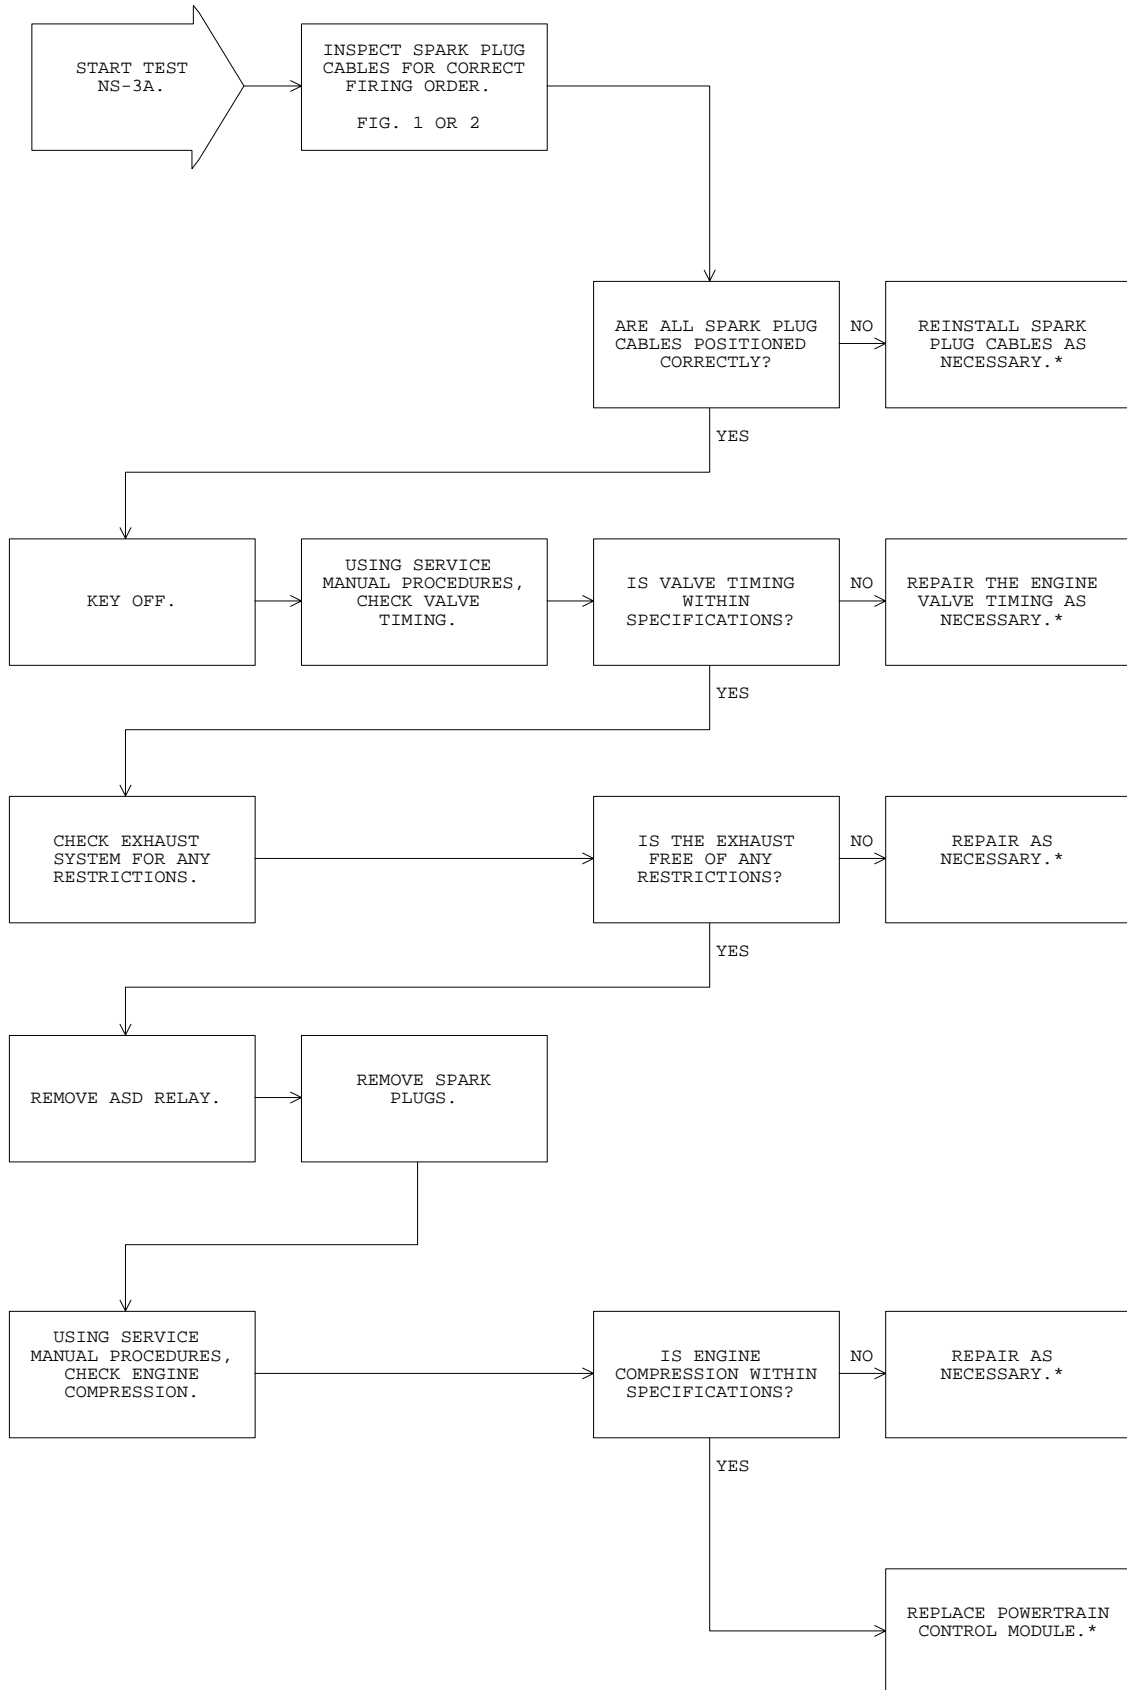 START TEST
NS-3A.
INSPECT SPARK PLUG
CABLES FOR CORRECT
FIRING ORDER.
FIG. 1 OR 2
ARE ALL SPARK PLUG
CABLES POSITIONED
CORRECTLY?
NO
REINSTALL SPARK
PLUG CABLES AS
NECESSARY.*
YES
KEY OFF.
USING SERVICE
MANUAL PROCEDURES,
CHECK VALVE
TIMING.
IS VALVE TIMING
WITHIN
SPECIFICATIONS?
NO
REPAIR THE ENGINE
VALVE TIMING AS
NECESSARY.*
YES
CHECK EXHAUST
SYSTEM FOR ANY
RESTRICTIONS.
IS THE EXHAUST
FREE OF ANY
RESTRICTIONS?
NO
REPAIR AS
NECESSARY.*
YES
REMOVE ASD RELAY.
REMOVE SPARK
PLUGS.
USING SERVICE
MANUAL PROCEDURES,
CHECK ENGINE
COMPRESSION.
IS ENGINE
COMPRESSION WITHIN
SPECIFICATIONS?
NO
REPAIR AS
NECESSARY.*
YES
REPLACE POWERTRAIN
CONTROL MODULE.*